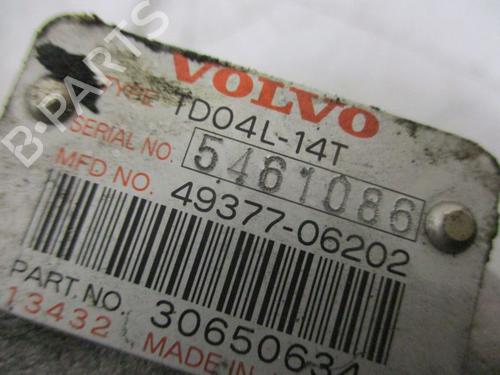 VOLVO
TYPE TD04L-14T
SERIAL NO. 5461086
MFD NO. 49377-06202
PART.NO. 30650634
13432 MADE IN
B-PARTS